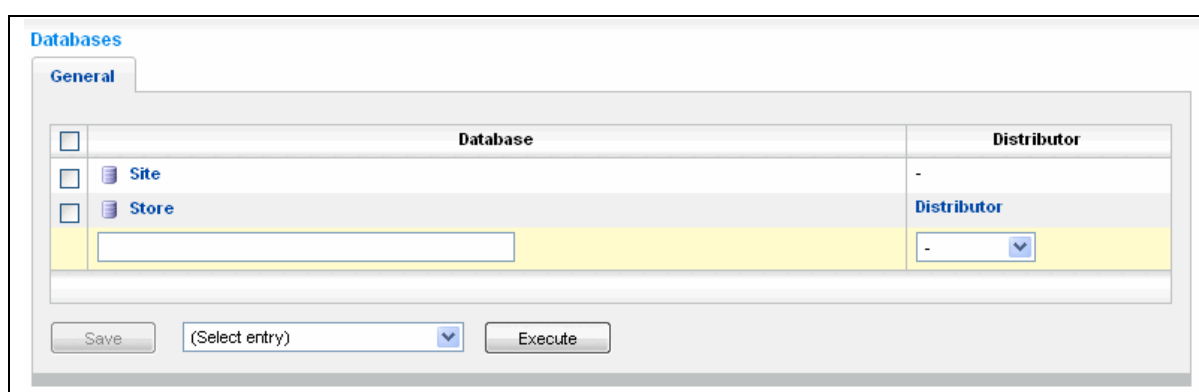 Databases
General
Database Distributor
Site -
Store Distributor
-
Save (Select entry) Execute